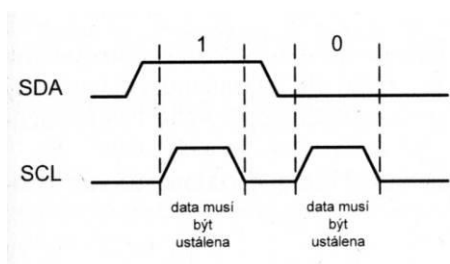 1 0
SDA
SCL
data musí data musí
být být
ustálena ustálena